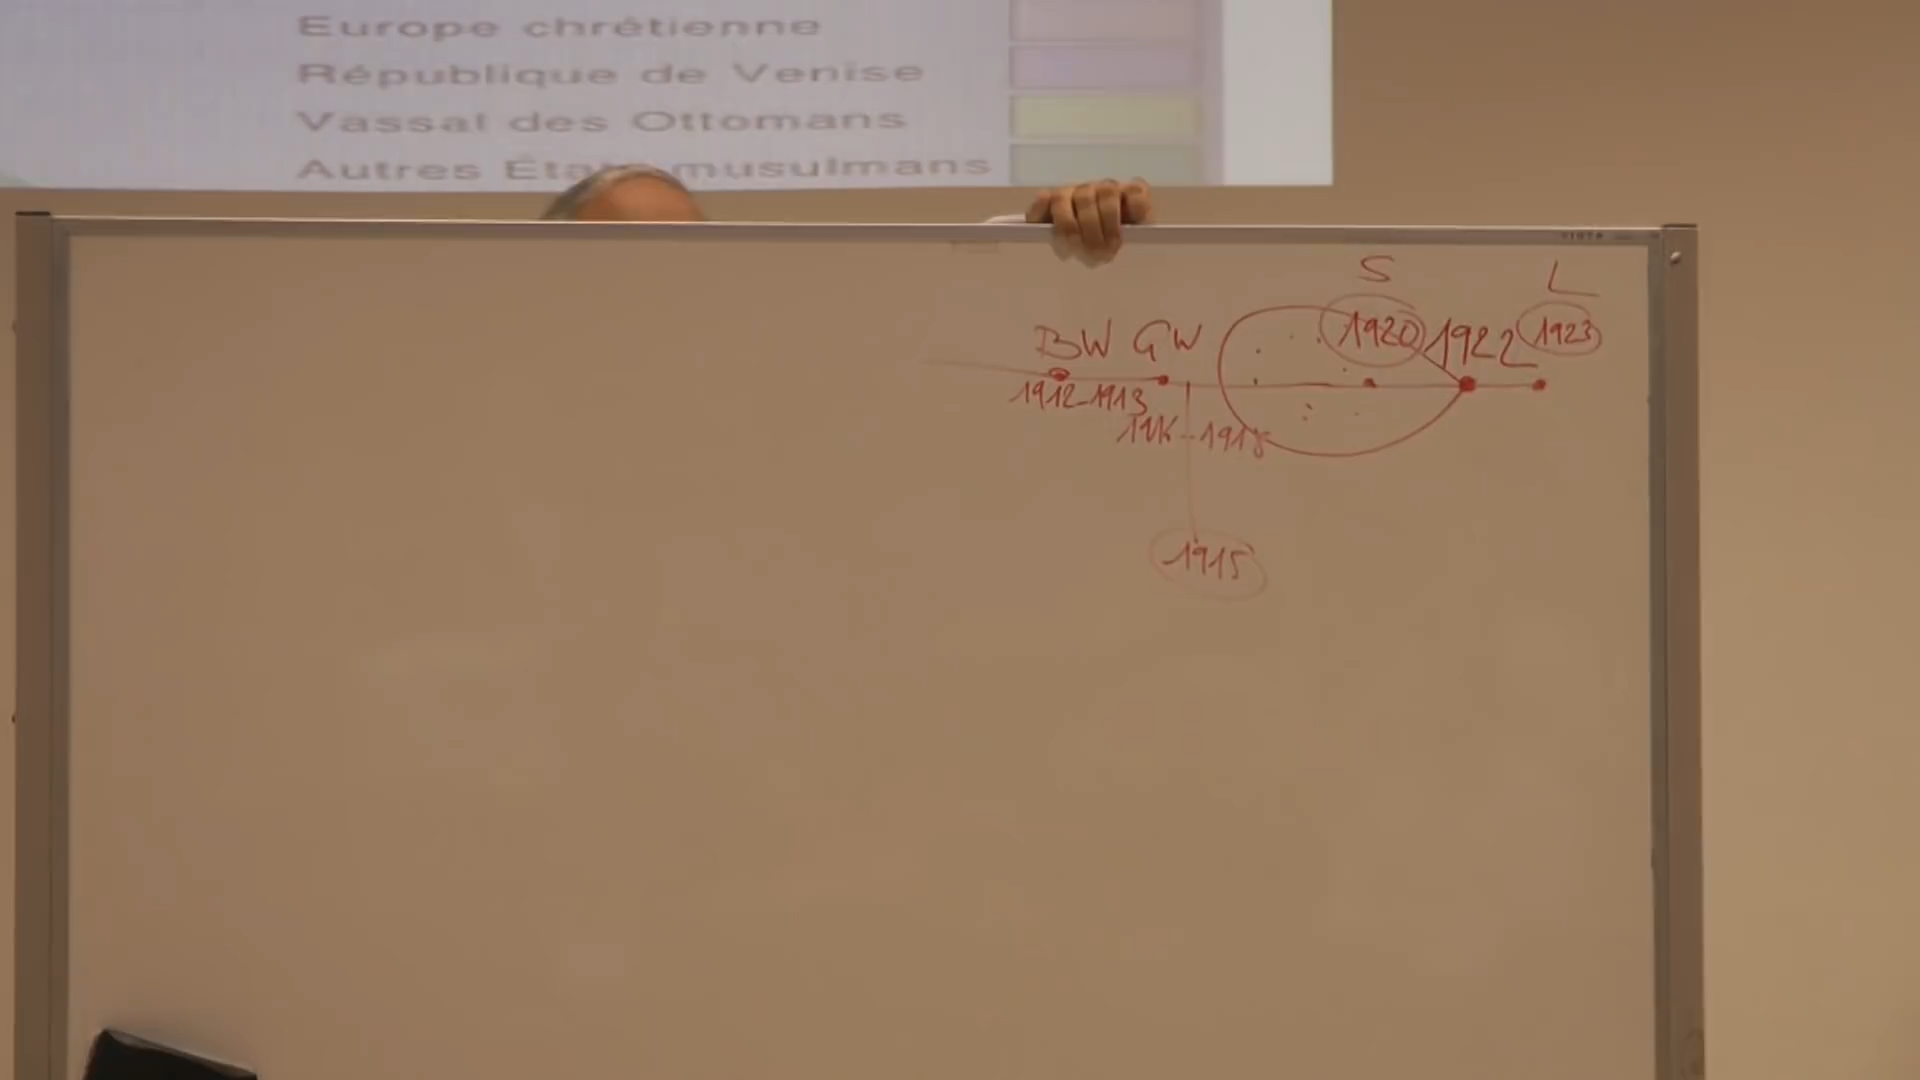 Europe chrétienne
République de Venise
Vassal des Ottomans
Autres États musulmans
S L
BW GW 1920 1922 1923
1912-1913
1914-1918
1915